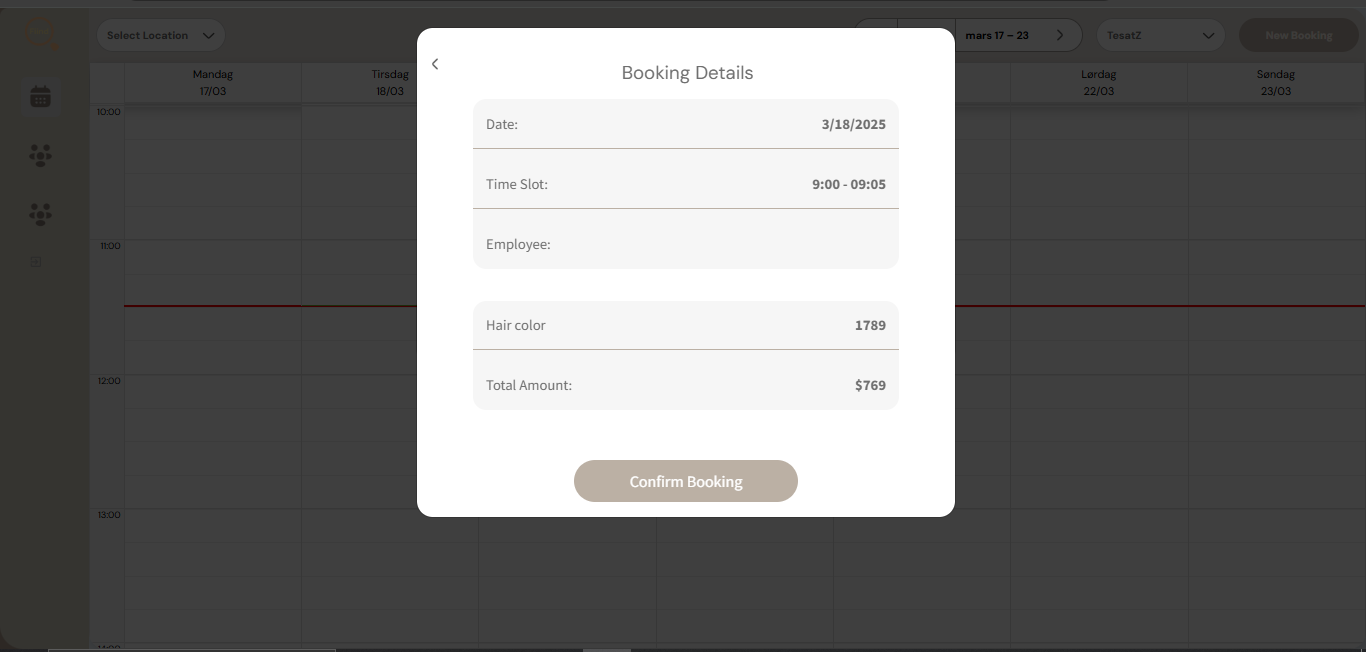 Select Location
mars 17 – 23
TesatZ
New Booking
Mandag
17/03
Tirsdag
18/03
Lørdag
22/03
Søndag
23/03
10:00
11:00
12:00
13:00
14:00
Booking Details
Date:
3/18/2025
Time Slot:
9:00 - 09:05
Employee:
Hair color
1789
Total Amount:
$769
Confirm Booking